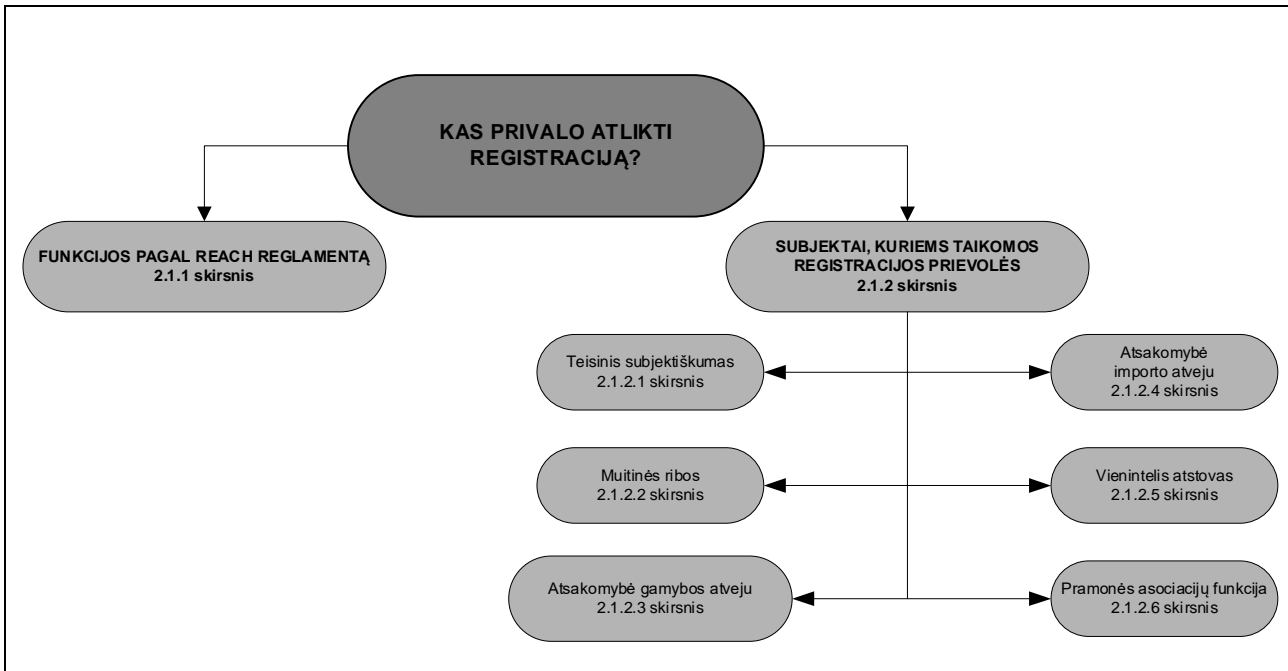 KAS PRIVALO ATLIKTI
REGISTRACIJĄ?
FUNKCIJOS PAGAL REACH REGLAMENTĄ
2.1.1 skirsnis
SUBJEKTAI, KURIEMS TAIKOMOS
REGISTRACIJOS PRIEVOLĖS
2.1.2 skirsnis
Teisinis subjektiškumas
2.1.2.1 skirsnis
Atsakomybė
importo atveju
2.1.2.4 skirsnis
Muitinės ribos
2.1.2.2 skirsnis
Vienintelis atstovas
2.1.2.5 skirsnis
Atsakomybė gamybos atveju
2.1.2.3 skirsnis
Pramonės asociacijų funkcija
2.1.2.6 skirsnis